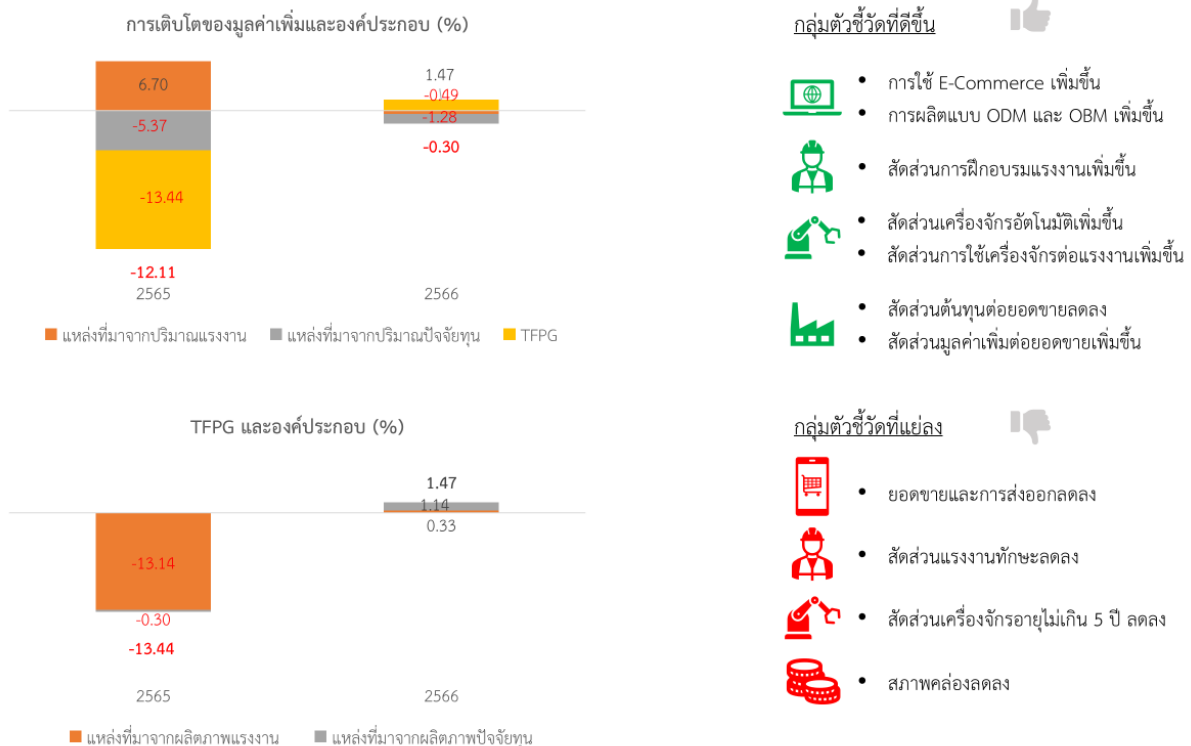 การเติบโตของมูลค่าเพิ่มและองค์ประกอบ (%)
6.70
-5.37
-13.44
-12.11
2565
1.47
-0.49
-1.28
-0.30
2566
แหล่งที่มาจากปริมาณแรงงาน แหล่งที่มาจากปริมาณปัจจัยทุน TFPG
กลุ่มตัวชี้วัดที่ดีขึ้น
• การใช้ E-Commerce เพิ่มขึ้น
• การผลิตแบบ ODM และ OBM เพิ่มขึ้น
• สัดส่วนการฝึกอบรมแรงงานเพิ่มขึ้น
• สัดส่วนเครื่องจักรอัตโนมัติเพิ่มขึ้น
• สัดส่วนการใช้เครื่องจักรต่อแรงงานเพิ่มขึ้น
• สัดส่วนต้นทุนต่อยอดขายลดลง
• สัดส่วนมูลค่าเพิ่มต่อยอดขายเพิ่มขึ้น
TFPG และองค์ประกอบ (%)
-13.14
-0.30
-13.44
2565
1.47
1.14
0.33
2566
แหล่งที่มาจากผลิตภาพแรงงาน แหล่งที่มาจากผลิตภาพปัจจัยทุน
กลุ่มตัวชี้วัดที่แย่ลง
• ยอดขายและการส่งออกลดลง
• สัดส่วนแรงงานทักษะลดลง
• สัดส่วนเครื่องจักรอายุไม่เกิน 5 ปี ลดลง
• สภาพคล่องลดลง